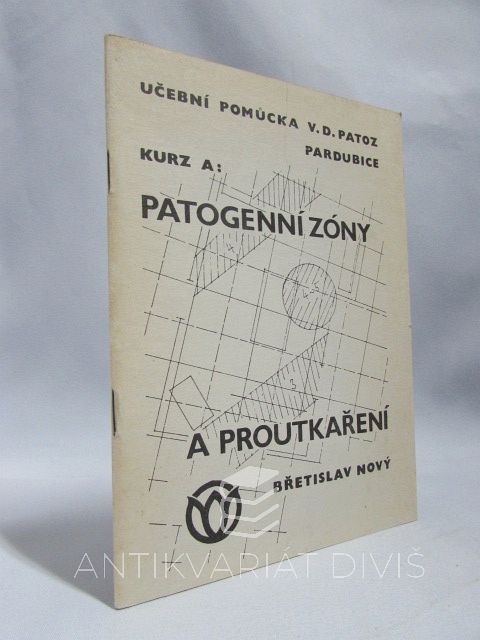 UČEBNÍ POMŮCKA V.D. PATOZ
PARDUBICE
KURZ A:
PATOGENNÍ ZÓNY
A PROUTKAŘENÍ
BŘETISLAV NOVÝ
ANTIKVARIÁT DIVIŠ